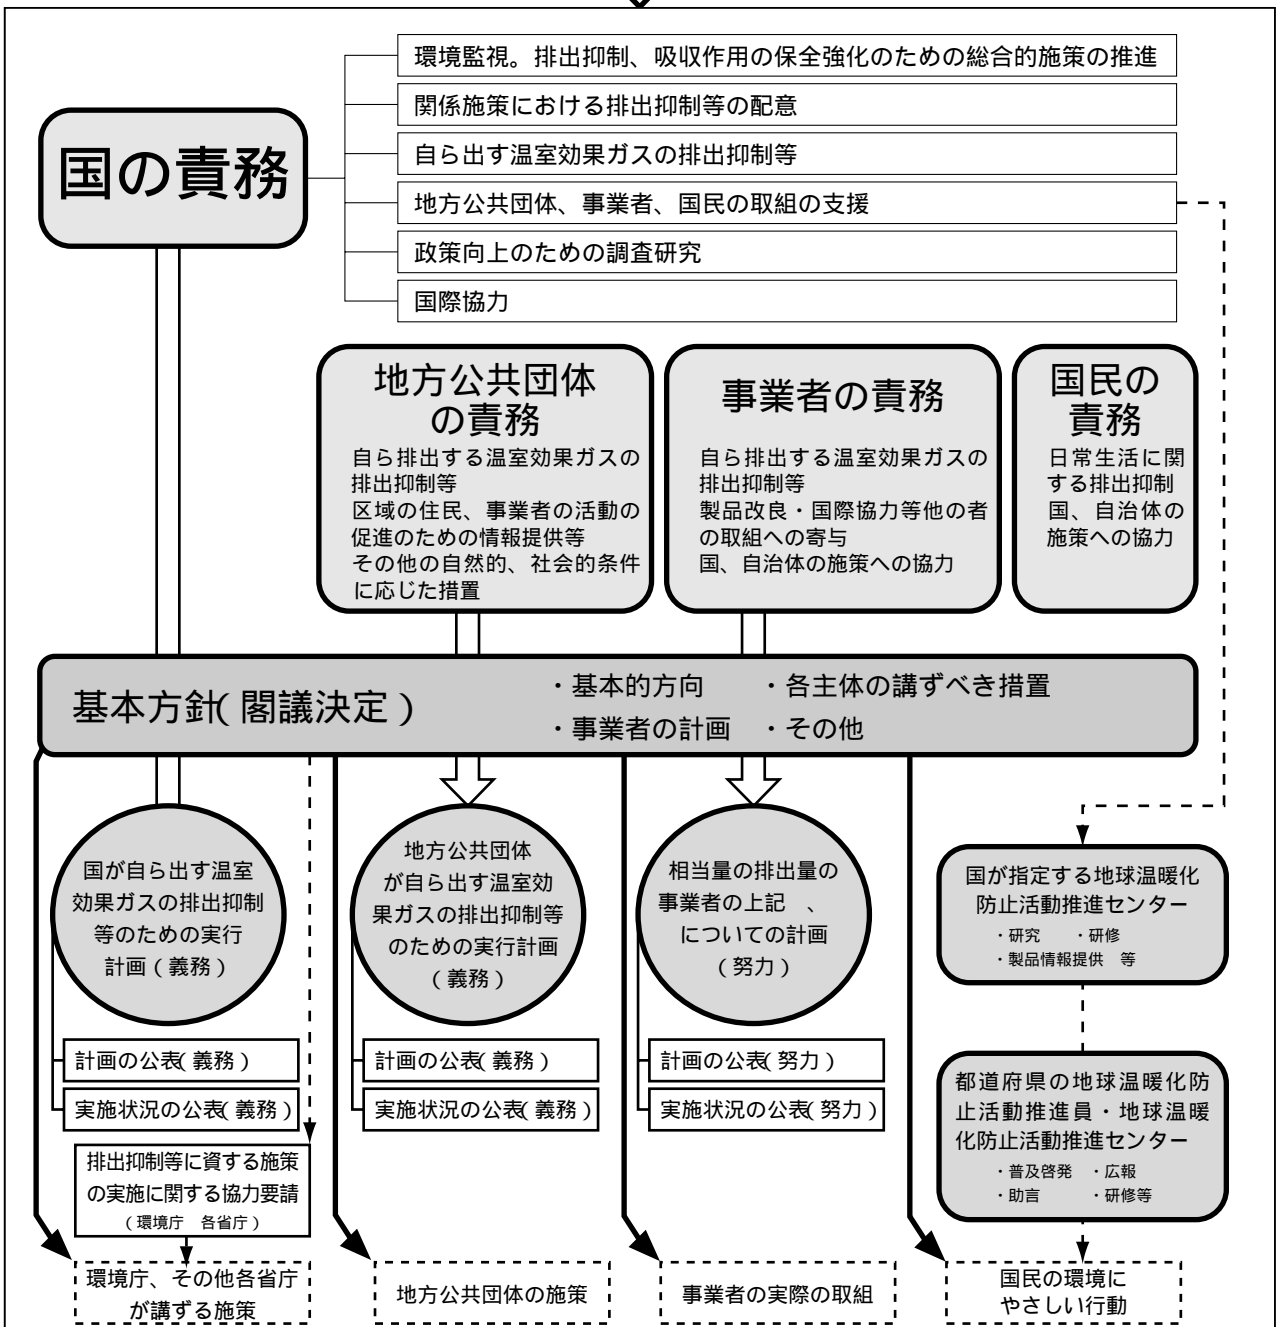 環境監視。排出抑制、吸収作用の保全強化のための総合的施策の推進
関係施策における排出抑制等の配意
国の責務
自ら出す温室効果ガスの排出抑制等
地方公共団体、事業者、国民の取組の支援
政策向上のための調査研究
国際協力
地方公共団体
の責務
自ら排出する温室効果ガスの
排出抑制等
区域の住民、事業者の活動の
促進のための情報提供等
その他の自然的、社会的条件
に応じた措置
事業者の責務
自ら排出する温室効果ガスの
排出抑制等
製品改良・国際協力等他の者
の取組への寄与
国、自治体の施策への協力
国民の
責務
日常生活に関
する排出抑制
国、自治体の
施策への協力
基本方針(閣議決定)
・基本的方向 ・各主体の講ずべき措置
・事業者の計画 ・その他
国が自ら出す温室
効果ガスの排出抑制
等のための実行
計画(義務)
計画の公表(義務)
実施状況の公表(義務)
排出抑制等に資する施策
の実施に関する協力要請
(環境庁 各省庁)
環境庁、その他各省庁
が講ずる施策
地方公共団体
が自ら出す温室効
果ガスの排出抑制等
のための実行計画
(義務)
計画の公表(義務)
実施状況の公表(義務)
地方公共団体の施策
相当量の排出量の
事業者の上記 、
についての計画
(努力)
計画の公表(努力)
実施状況の公表(努力)
事業者の実際の取組
国が指定する地球温暖化
防止活動推進センター
・研究 ・研修
・製品情報提供 等
都道府県の地球温暖化防
止活動推進員・地球温暖
化防止活動推進センター
・普及啓発 ・広報
・助言 ・研修等
国民の環境に
やさしい行動